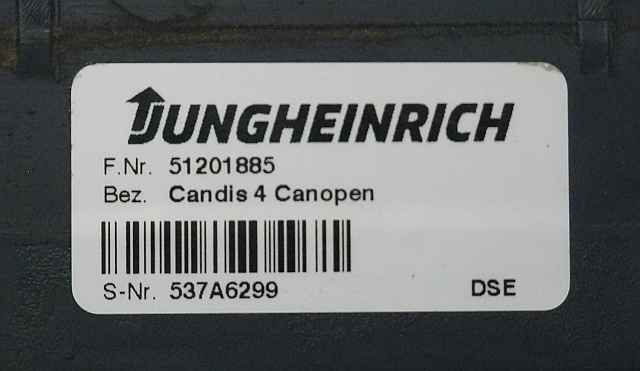 JUNGHEINRICH
F.Nr. 51201885
Bez. Candis 4 Canopen
S-Nr. 537A6299 DSE